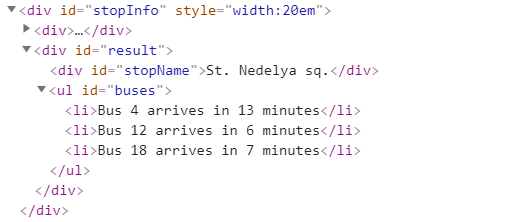 <div id="stopInfo" style="width:20em">
<div>…</div>
<div id="result">
<div id="stopName">St. Nedelya sq.</div>
<ul id="buses">
<li>Bus 4 arrives in 13 minutes</li>
<li>Bus 12 arrives in 6 minutes</li>
<li>Bus 18 arrives in 7 minutes</li>
</ul>
</div>
</div>